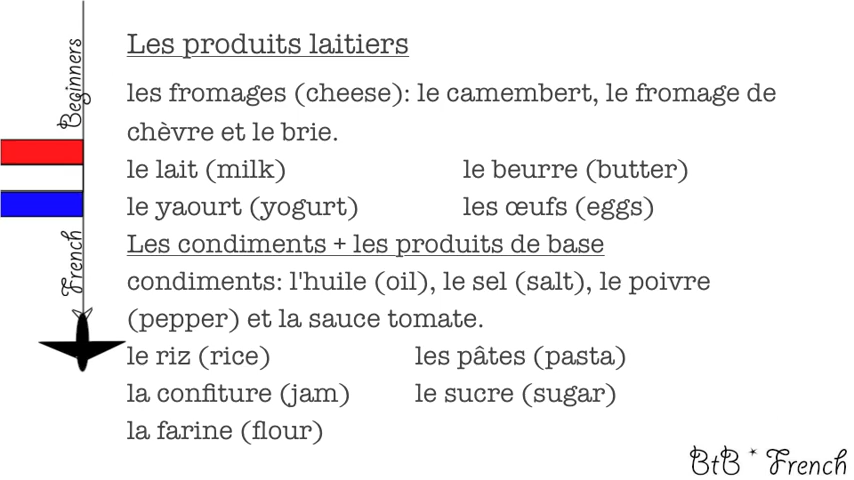 Beginners
French
Les produits laitiers
les fromages (cheese): le camembert, le fromage de
chèvre et le brie.
le lait (milk) le beurre (butter)
le yaourt (yogurt) les œufs (eggs)
Les condiments + les produits de base
condiments: l'huile (oil), le sel (salt), le poivre
(pepper) et la sauce tomate.
le riz (rice) les pâtes (pasta)
la confiture (jam) le sucre (sugar)
la farine (flour)
BtB * French